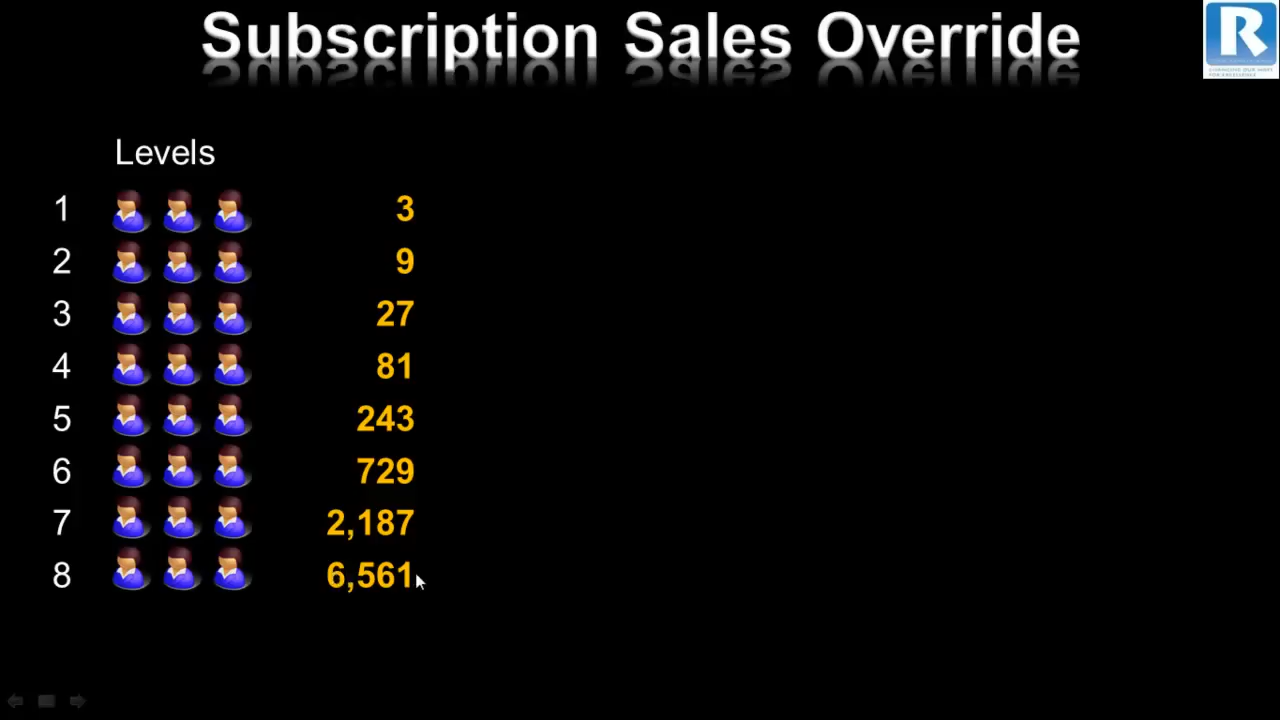 Subscription Sales Override
R
Levels
1 3
2 9
3 27
4 81
5 243
6 729
7 2,187
8 6,561